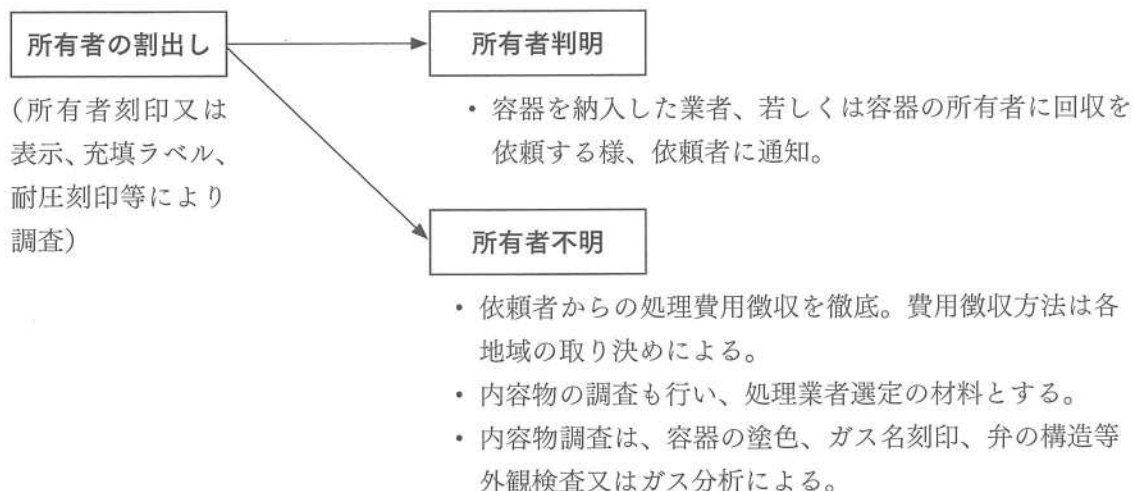 所有者の割出し
(所有者刻印又は
表示、充填ラベル、
耐圧刻印等により
調査)
所有者判明
・容器を納入した業者、若しくは容器の所有者に回収を
依頼する様、依頼者に通知。
所有者不明
・依頼者からの処理費用徴収を徹底。費用徴収方法は各
地域の取り決めによる。
・内容物の調査も行い、処理業者選定の材料とする。
・内容物調査は、容器の塗色、ガス名刻印、弁の構造等
外観検査又はガス分析による。